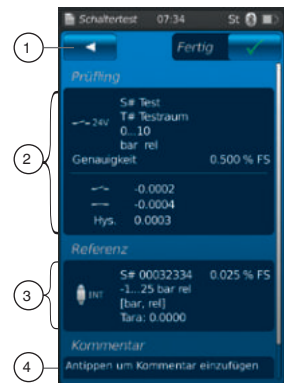 Schaltertest 07:34 St
1
Fertig
Prüfling
2
S# Test
24V
T# Testraum
0...10
bar rel
Genauigkeit 0.500 % FS
-0.0002
-0.0004
Hys. 0.0003
Referenz
3
S# 00032334 0.025 % FS
INT
-1...25 bar rel
[bar, rel]
Tara: 0.0000
Kommentar
4
Antippen um Kommentar einzufügen